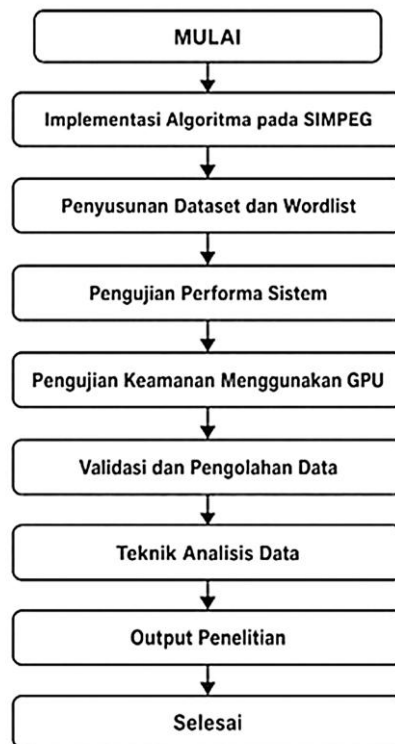 MULAI
Implementasi Algoritma pada SIMPEG
Penyusunan Dataset dan Wordlist
Pengujian Performa Sistem
Pengujian Keamanan Menggunakan GPU
Validasi dan Pengolahan Data
Teknik Analisis Data
Output Penelitian
Selesai